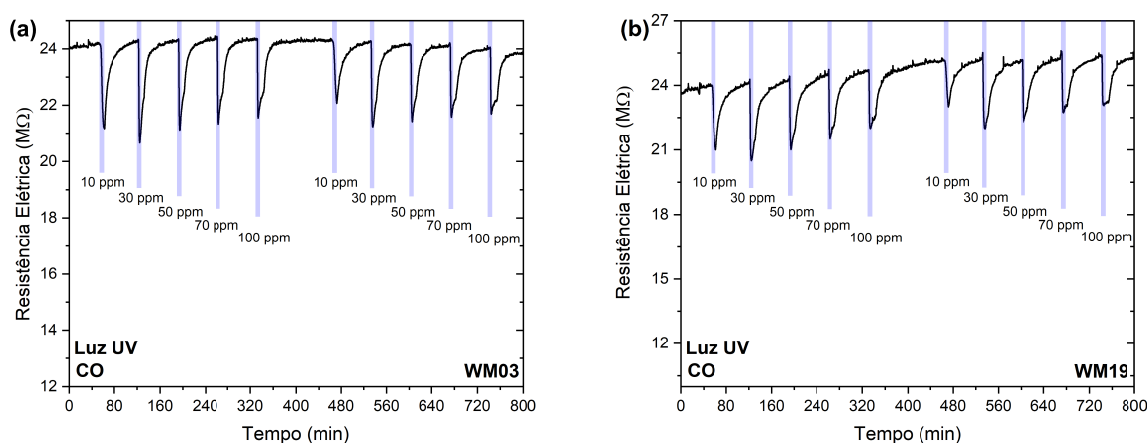 (a)
Resistência Elétrica (MΩ)
26
24
22
20
18
16
14
12
10 ppm
30 ppm
50 ppm
70 ppm
100 ppm
10 ppm
30 ppm
50 ppm
70 ppm
100 ppm
Luz UV
CO
WM03
0 80 160 240 320 400 480 560 640 720 800
Tempo (min)
(b)
Resistência Elétrica (MΩ)
27
24
21
18
15
12
10 ppm
30 ppm
50 ppm
70 ppm
100 ppm
10 ppm
30 ppm
50 ppm
70 ppm
100 ppm
Luz UV
CO
WM19
0 80 160 240 320 400 480 560 640 720 800
Tempo (min)